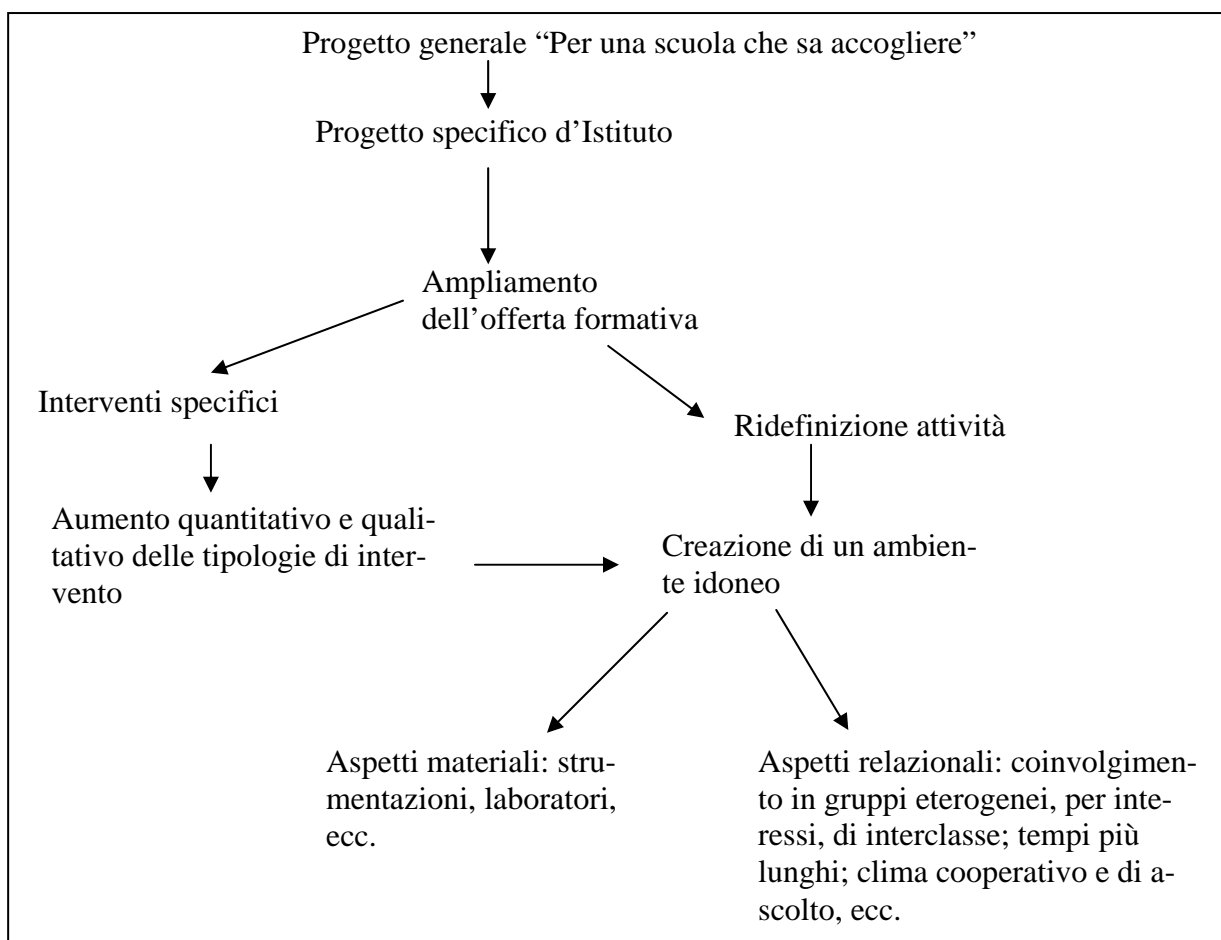 Progetto generale “Per una scuola che sa accogliere”
Progetto specifico d’Istituto
Ampliamento
dell’offerta formativa
Interventi specifici
Ridefinizione attività
Aumento quantitativo e quali-
tativo delle tipologie di inter-
vento
Creazione di un ambien-
te idoneo
Aspetti materiali: stru-
mentazioni, laboratori,
ecc.
Aspetti relazionali: coinvolgimen-
to in gruppi eterogenei, per inte-
ressi, di interclasse; tempi più
lunghi; clima cooperativo e di a-
scolto, ecc.